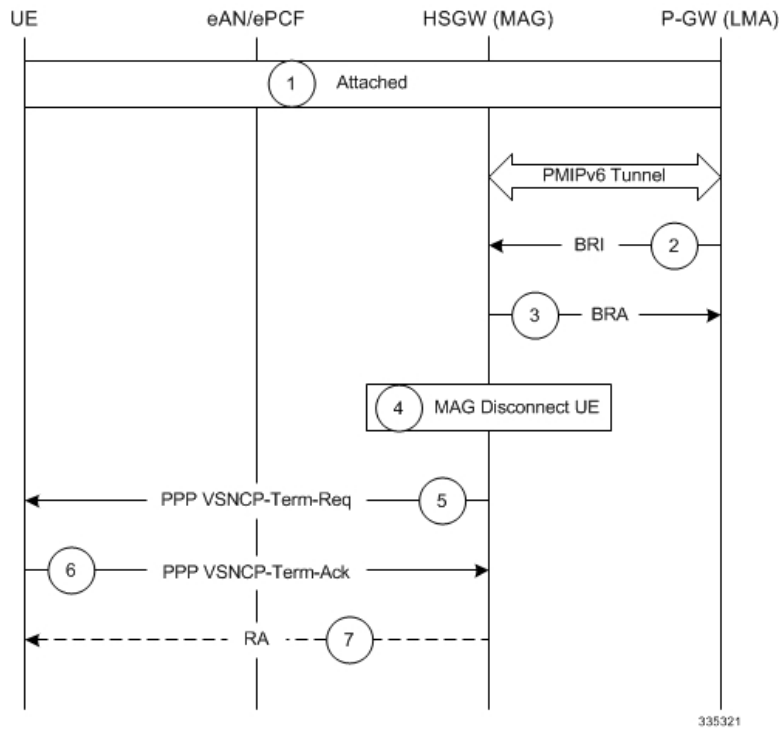 UE eAN/ePCF HSGW (MAG) P-GW (LMA)
1 Attached
PMIPv6 Tunnel
BRI 2
3 BRA
4 MAG Disconnect UE
PPP VSNCP-Term-Req 5
6 PPP VSNCP-Term-Ack
RA 7
335321